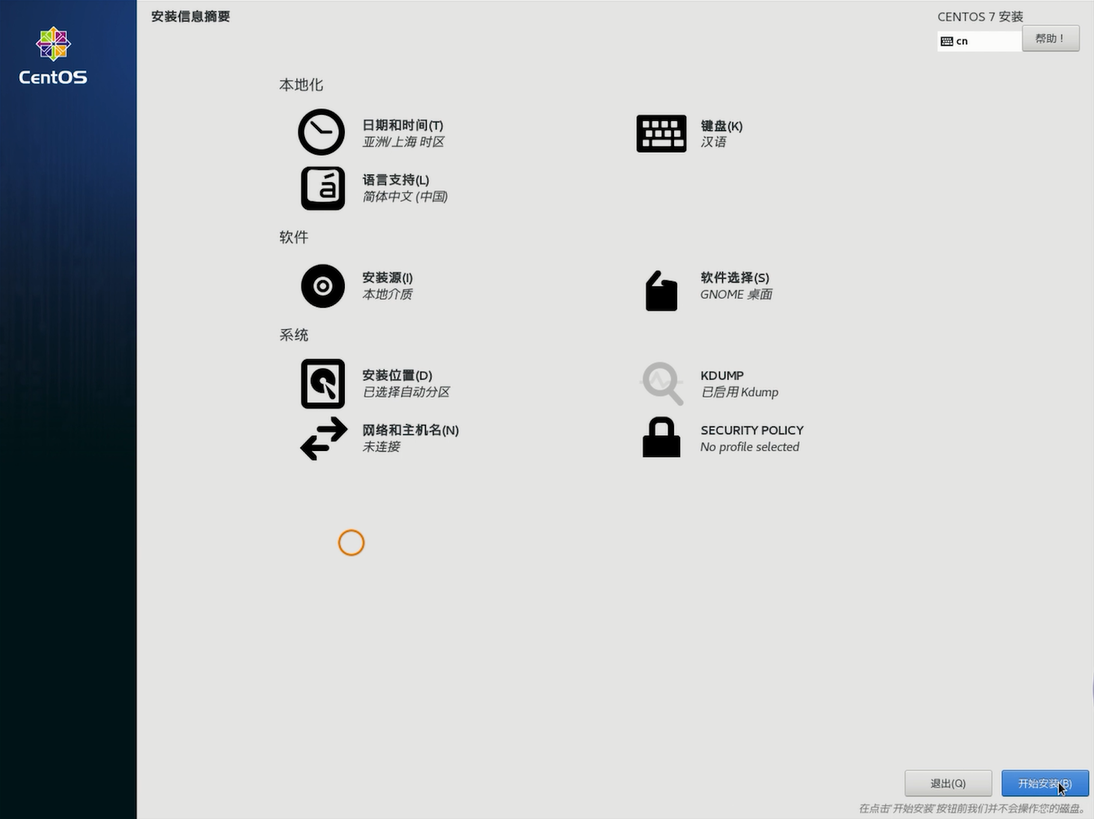 安装信息摘要
CENTOS 7 安装
cn
帮助！
CentOS
本地化
日期和时间(T)
亚洲/上海 时区
键盘(K)
汉语
语言支持(L)
简体中文 (中国)
软件
安装源(I)
本地介质
软件选择(S)
GNOME 桌面
系统
安装位置(D)
已选择自动分区
KDUMP
已启用 Kdump
网络和主机名(N)
未连接
SECURITY POLICY
No profile selected
退出(Q)
开始安装(B)
在点击'开始安装'按钮前我们并不会操作您的磁盘。